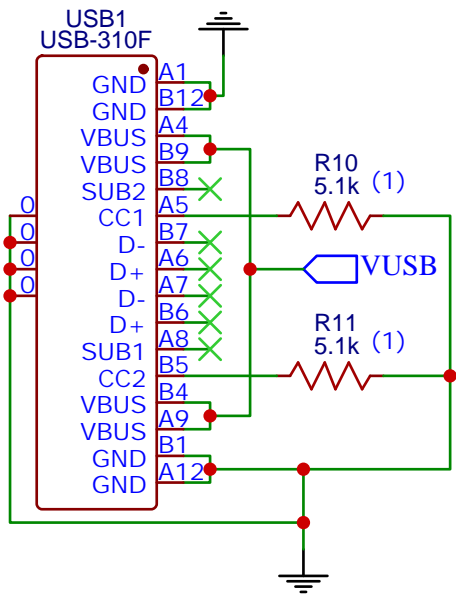 USB1
USB-310F
GND A1
GND B12
VBUS A4
VBUS B9
SUB2 B8
0 CC1 A5
0 D- B7
0 D+ A6
0 D- A7
D+ B6
SUB1 A8
CC2 B5
VBUS B4
VBUS A9
GND B1
GND A12
R10
5.1k (1)
VUSB
R11
5.1k (1)